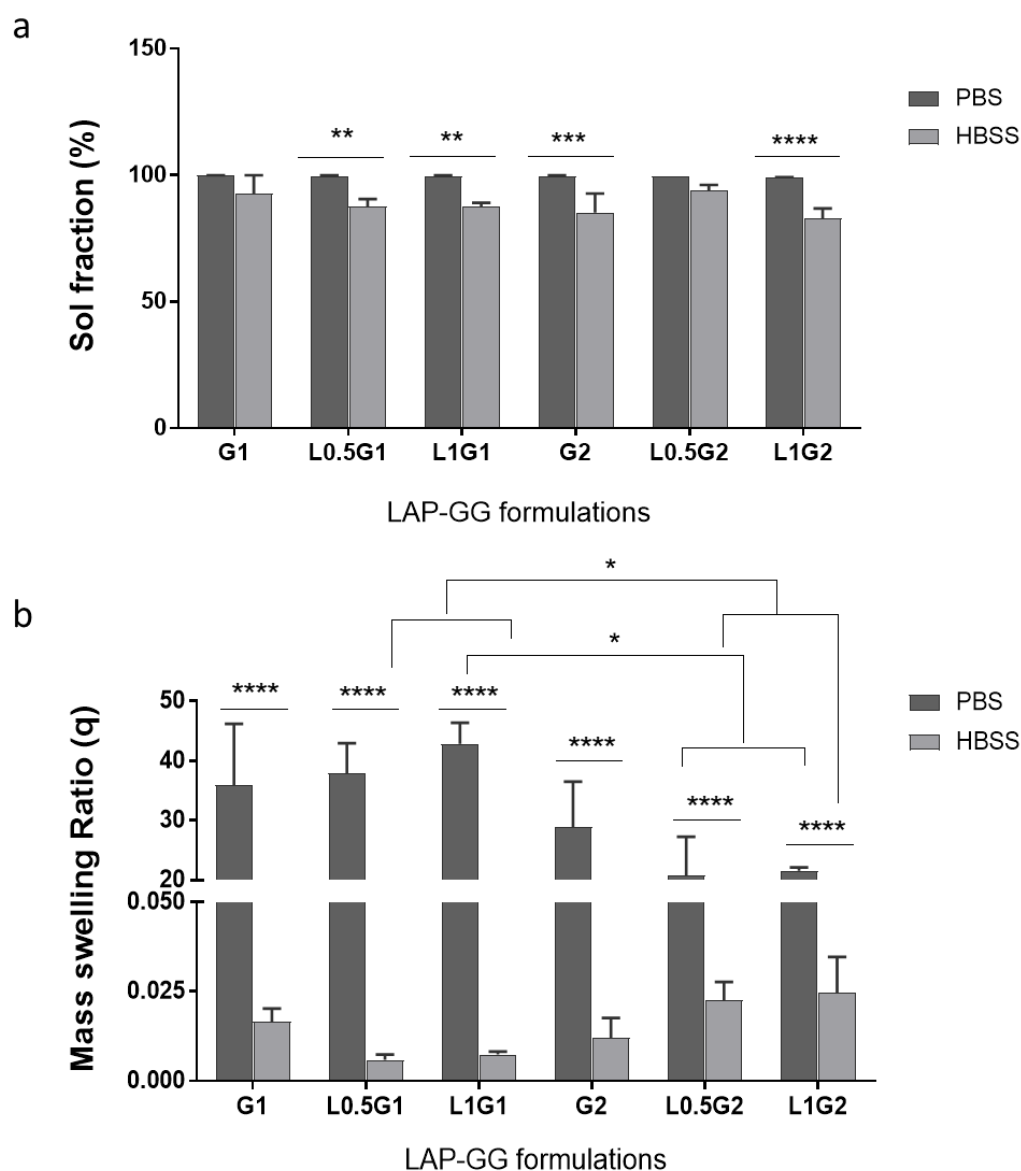 a
150
100
50
0
Sol fraction (%)
** ** *** ****
PBS
HBSS
G1 L0.5G1 L1G1 G2 L0.5G2 L1G2
LAP-GG formulations
b
*
*
**** **** **** **** **** ****
50
40
30
20
0.050
0.025
0.000
Mass swelling Ratio (q)
PBS
HBSS
G1 L0.5G1 L1G1 G2 L0.5G2 L1G2
LAP-GG formulations